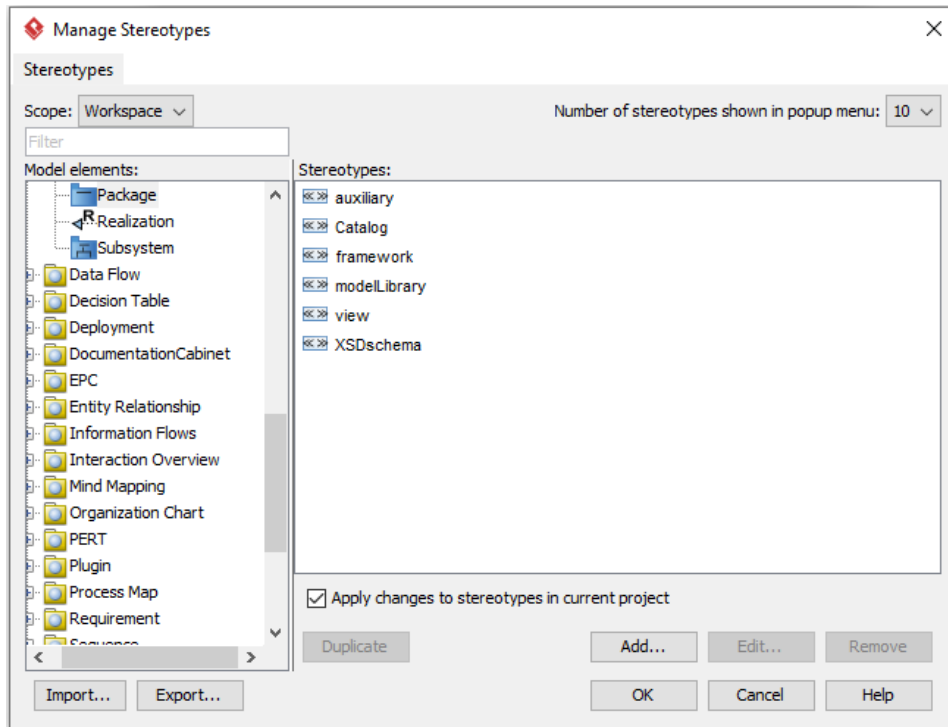 Manage Stereotypes
Stereotypes
Scope: Workspace
Number of stereotypes shown in popup menu: 10
Filter
Model elements:
Package
Realization
Subsystem
Data Flow
Decision Table
Deployment
DocumentationCabinet
EPC
Entity Relationship
Information Flows
Interaction Overview
Mind Mapping
Organization Chart
PERT
Plugin
Process Map
Requirement
Sequence
Stereotypes:
«» auxiliary
«» Catalog
«» framework
«» modelLibrary
«» view
«» XSDschema
Apply changes to stereotypes in current project
Duplicate
Add...
Edit...
Remove
Import...
Export...
OK
Cancel
Help